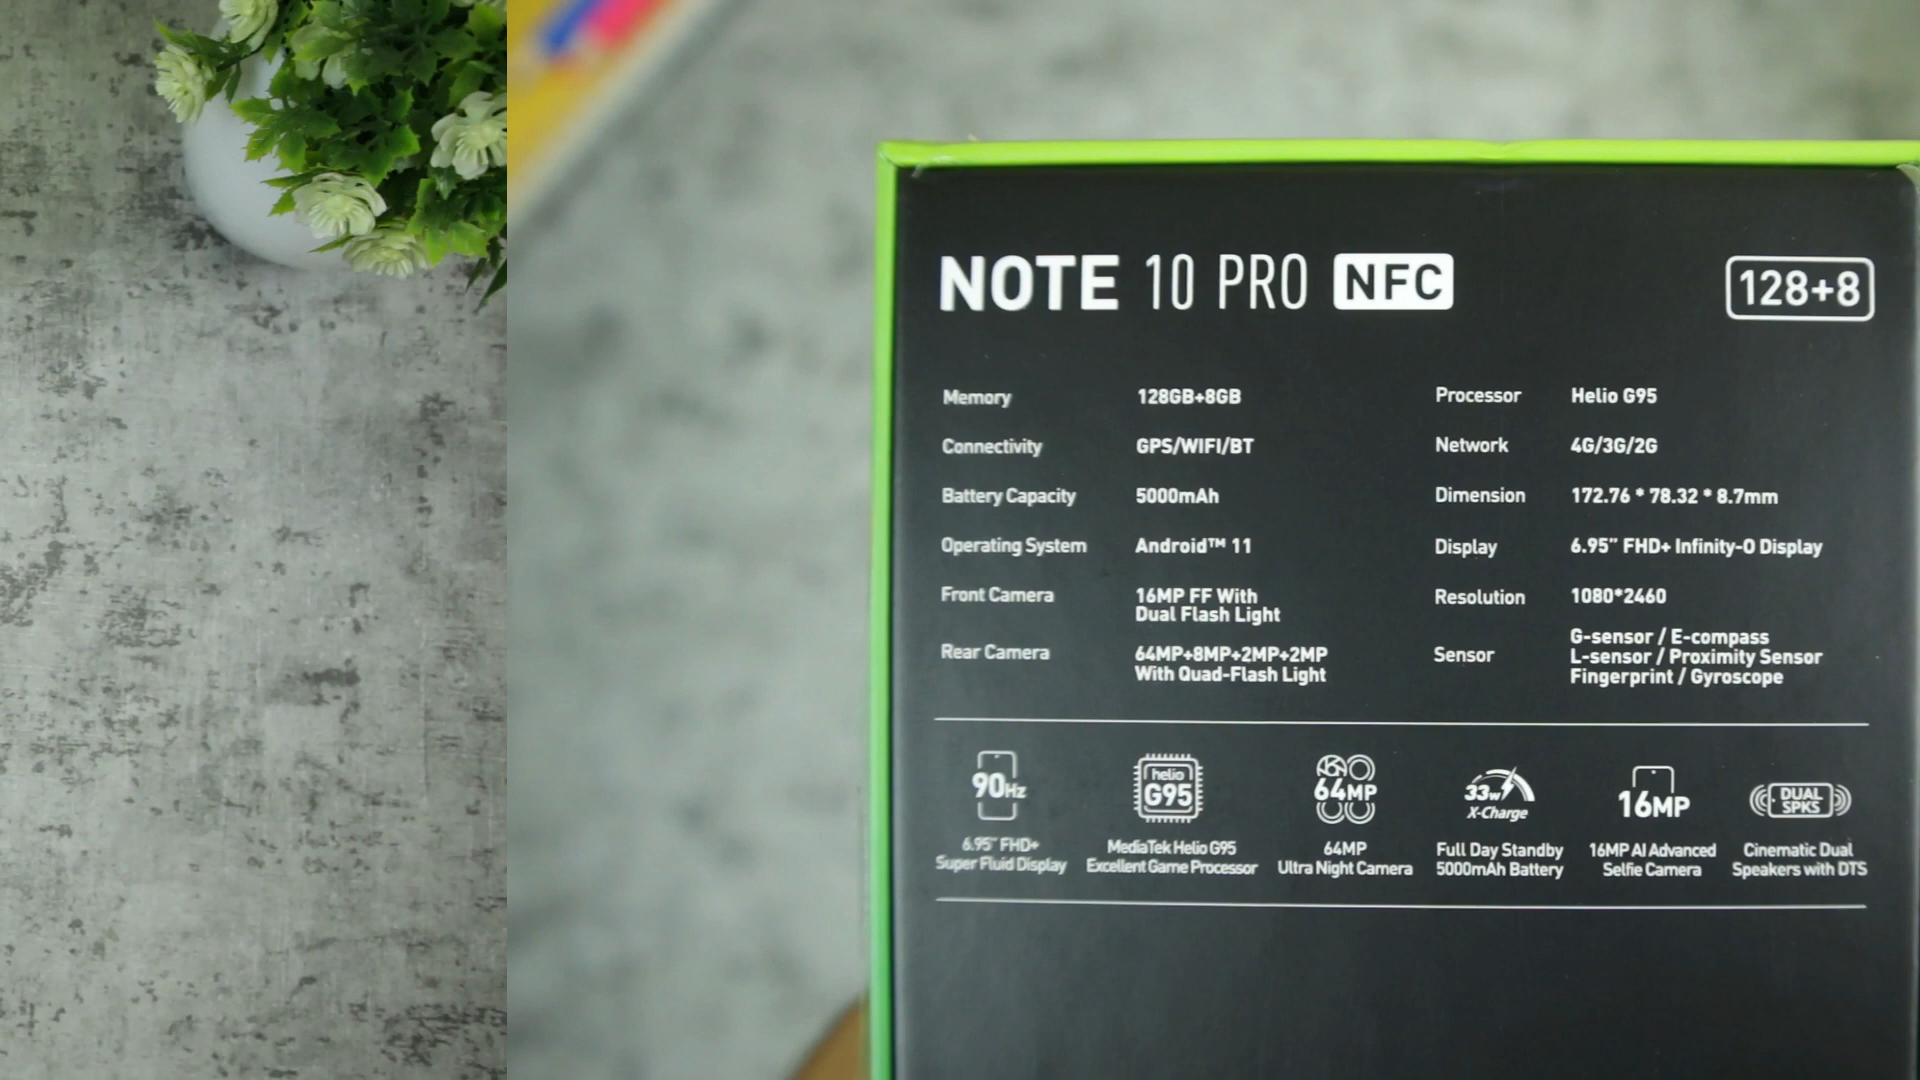 NOTE 10 PRO NFC 128+8
Memory 128GB+8GB
Connectivity GPS/WIFI/BT
Battery Capacity 5000mAh
Operating System Android™ 11
Front Camera 16MP FF With
Dual Flash Light
Rear Camera 64MP+8MP+2MP+2MP
With Quad-Flash Light
Processor Helio G95
Network 4G/3G/2G
Dimension 172.76 * 78.32 * 8.7mm
Display 6.95" FHD+ Infinity-O Display
Resolution 1080*2460
Sensor G-sensor / E-compass
L-sensor / Proximity Sensor
Fingerprint / Gyroscope
90Hz
6.95" FHD+
Super Fluid Display
helio
G95
MediaTek Helio G95
Excellent Game Processor
64MP
64MP
Ultra Night Camera
33w
X-Charge
Full Day Standby
5000mAh Battery
16MP
16MP AI Advanced
Selfie Camera
DUAL
SPKS
Cinematic Dual
Speakers with DTS